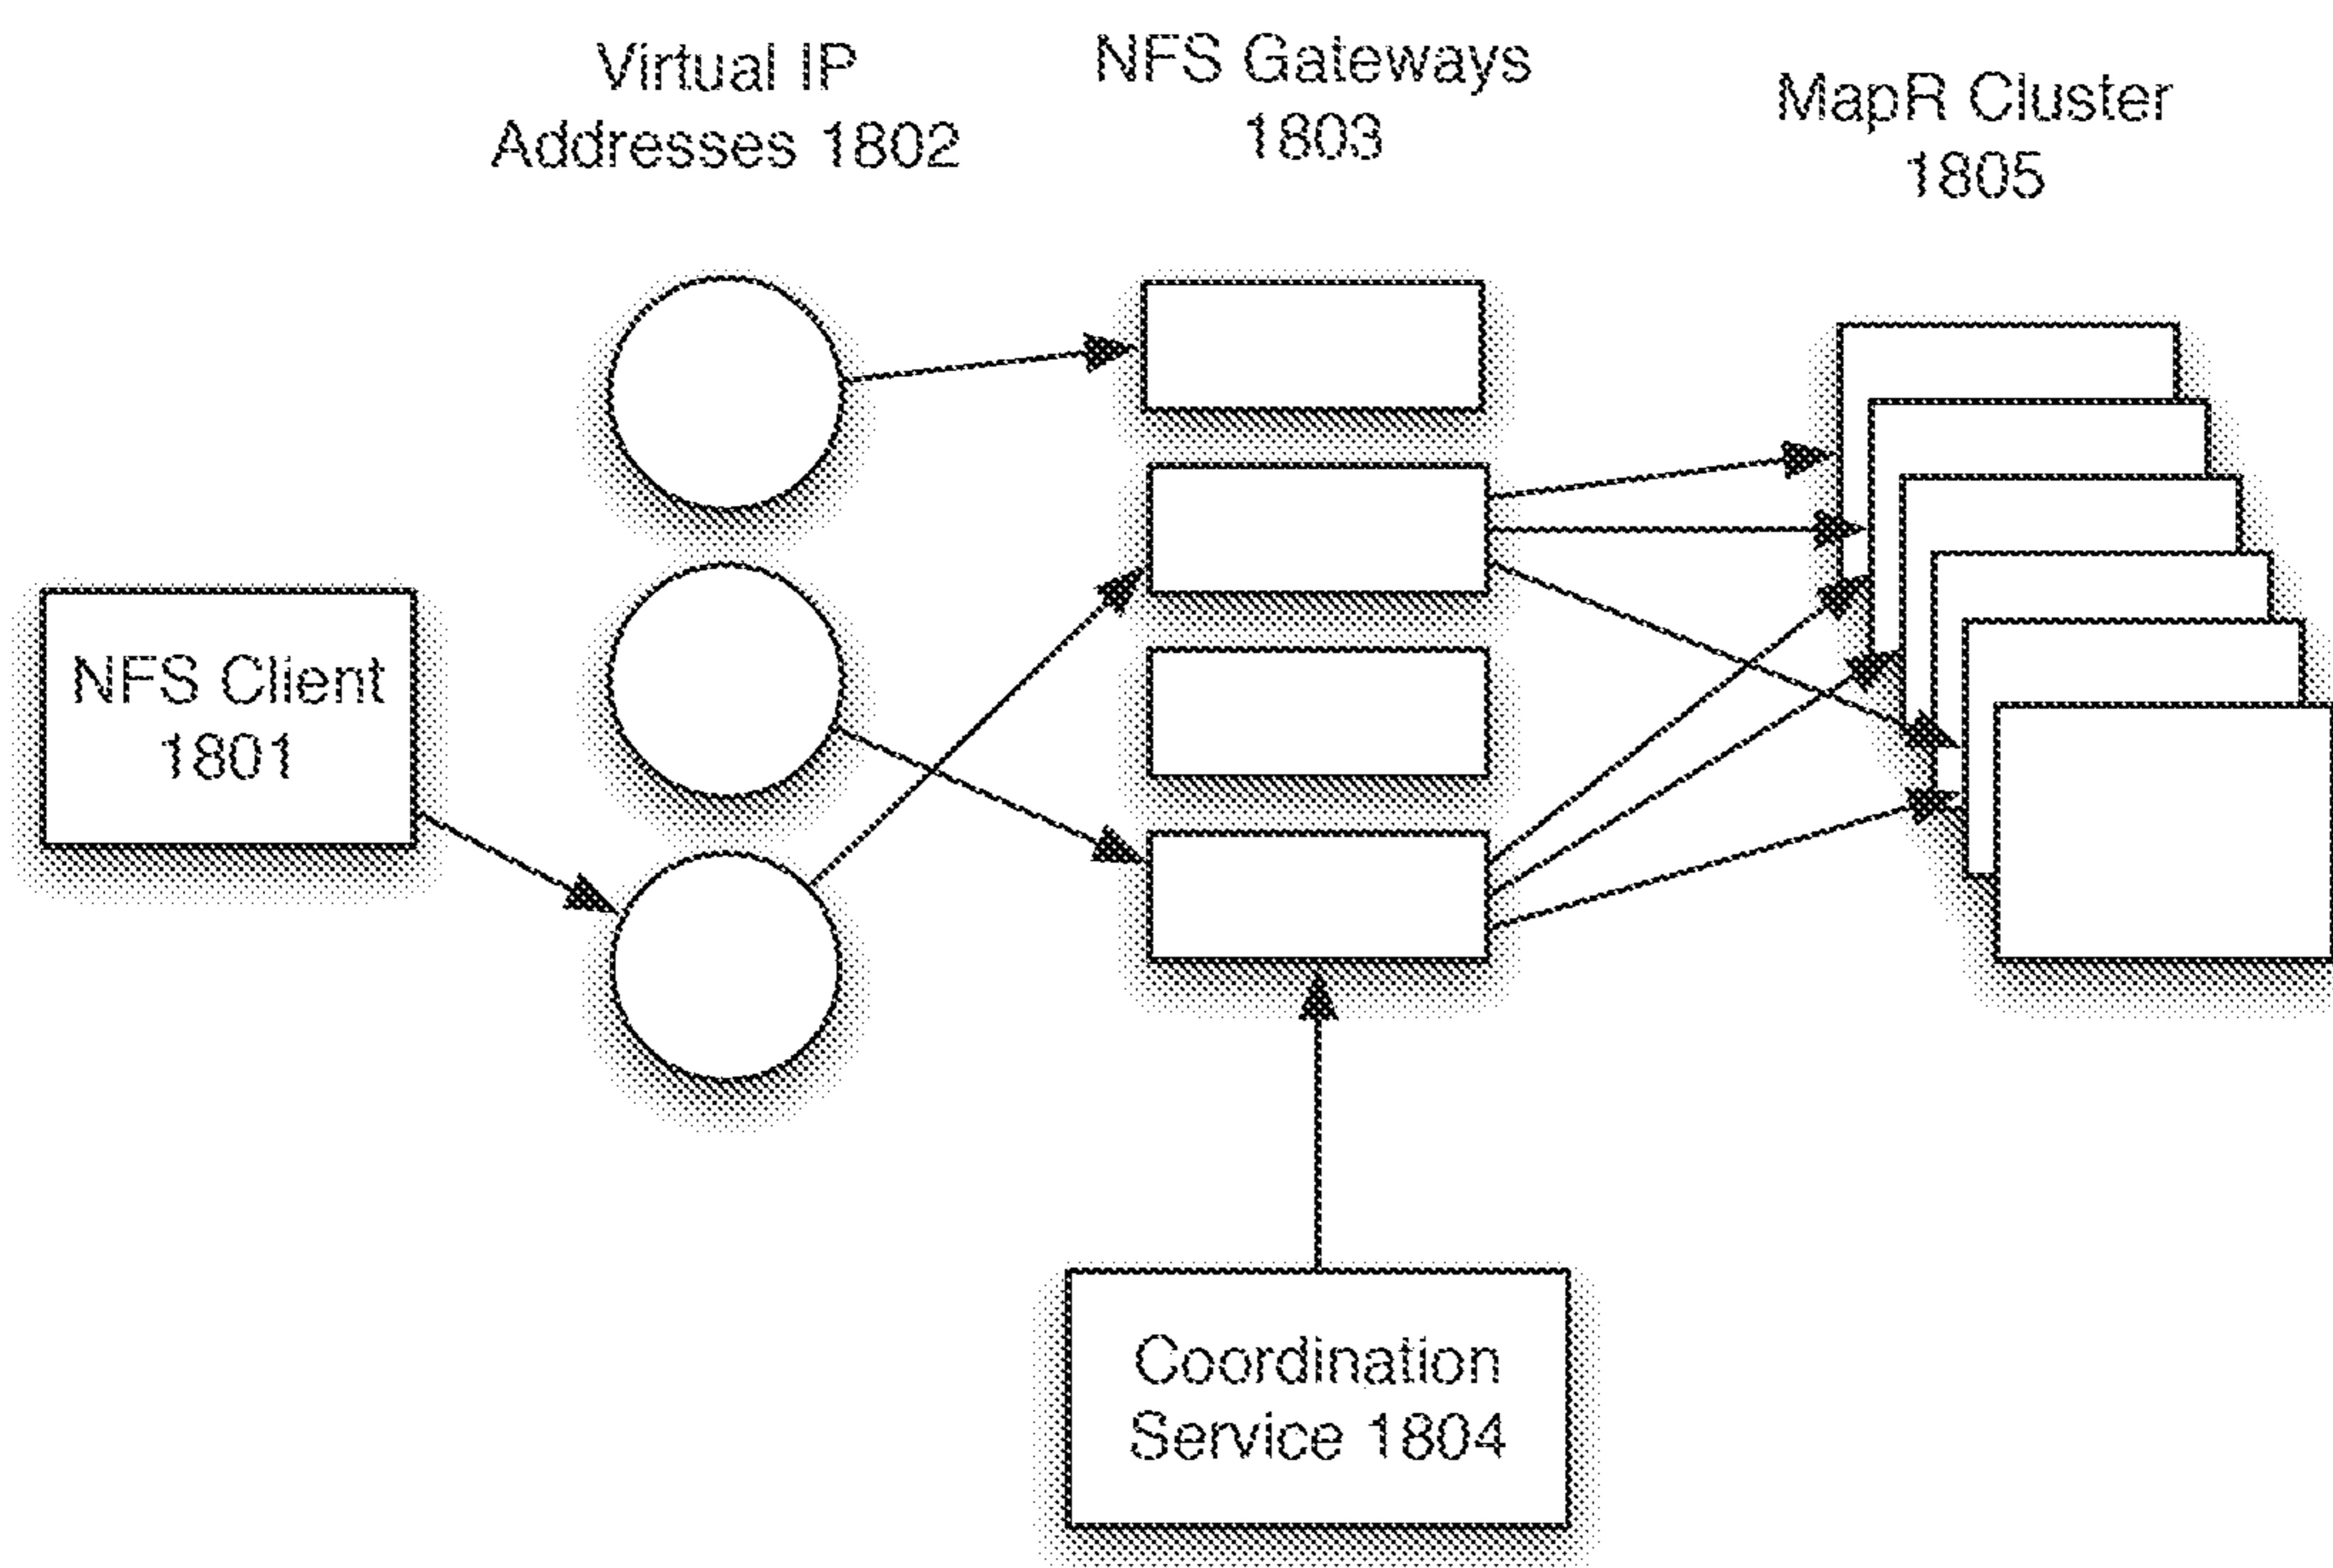 Virtual IP
Addresses 1802
NFS Gateways
1803
MapR Cluster
1805
NFS Client
1801
Coordination
Service 1804